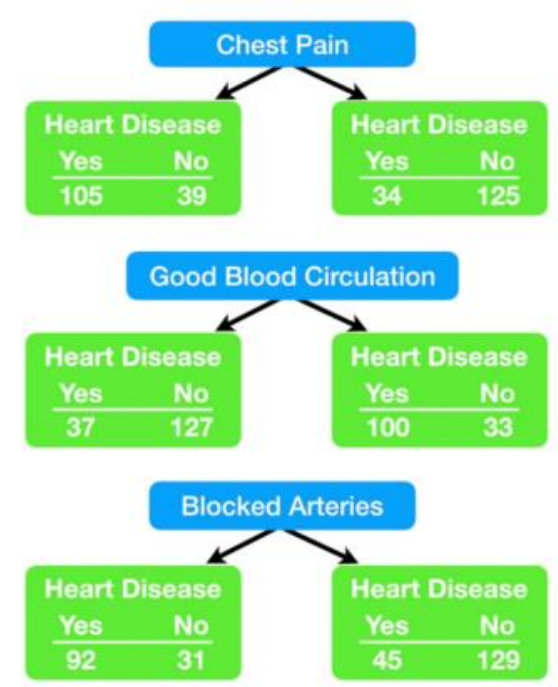 Chest Pain
Heart Disease Heart Disease
Yes No Yes No
105 39 34 125
Good Blood Circulation
Heart Disease Heart Disease
Yes No Yes No
37 127 100 33
Blocked Arteries
Heart Disease Heart Disease
Yes No Yes No
92 31 45 129